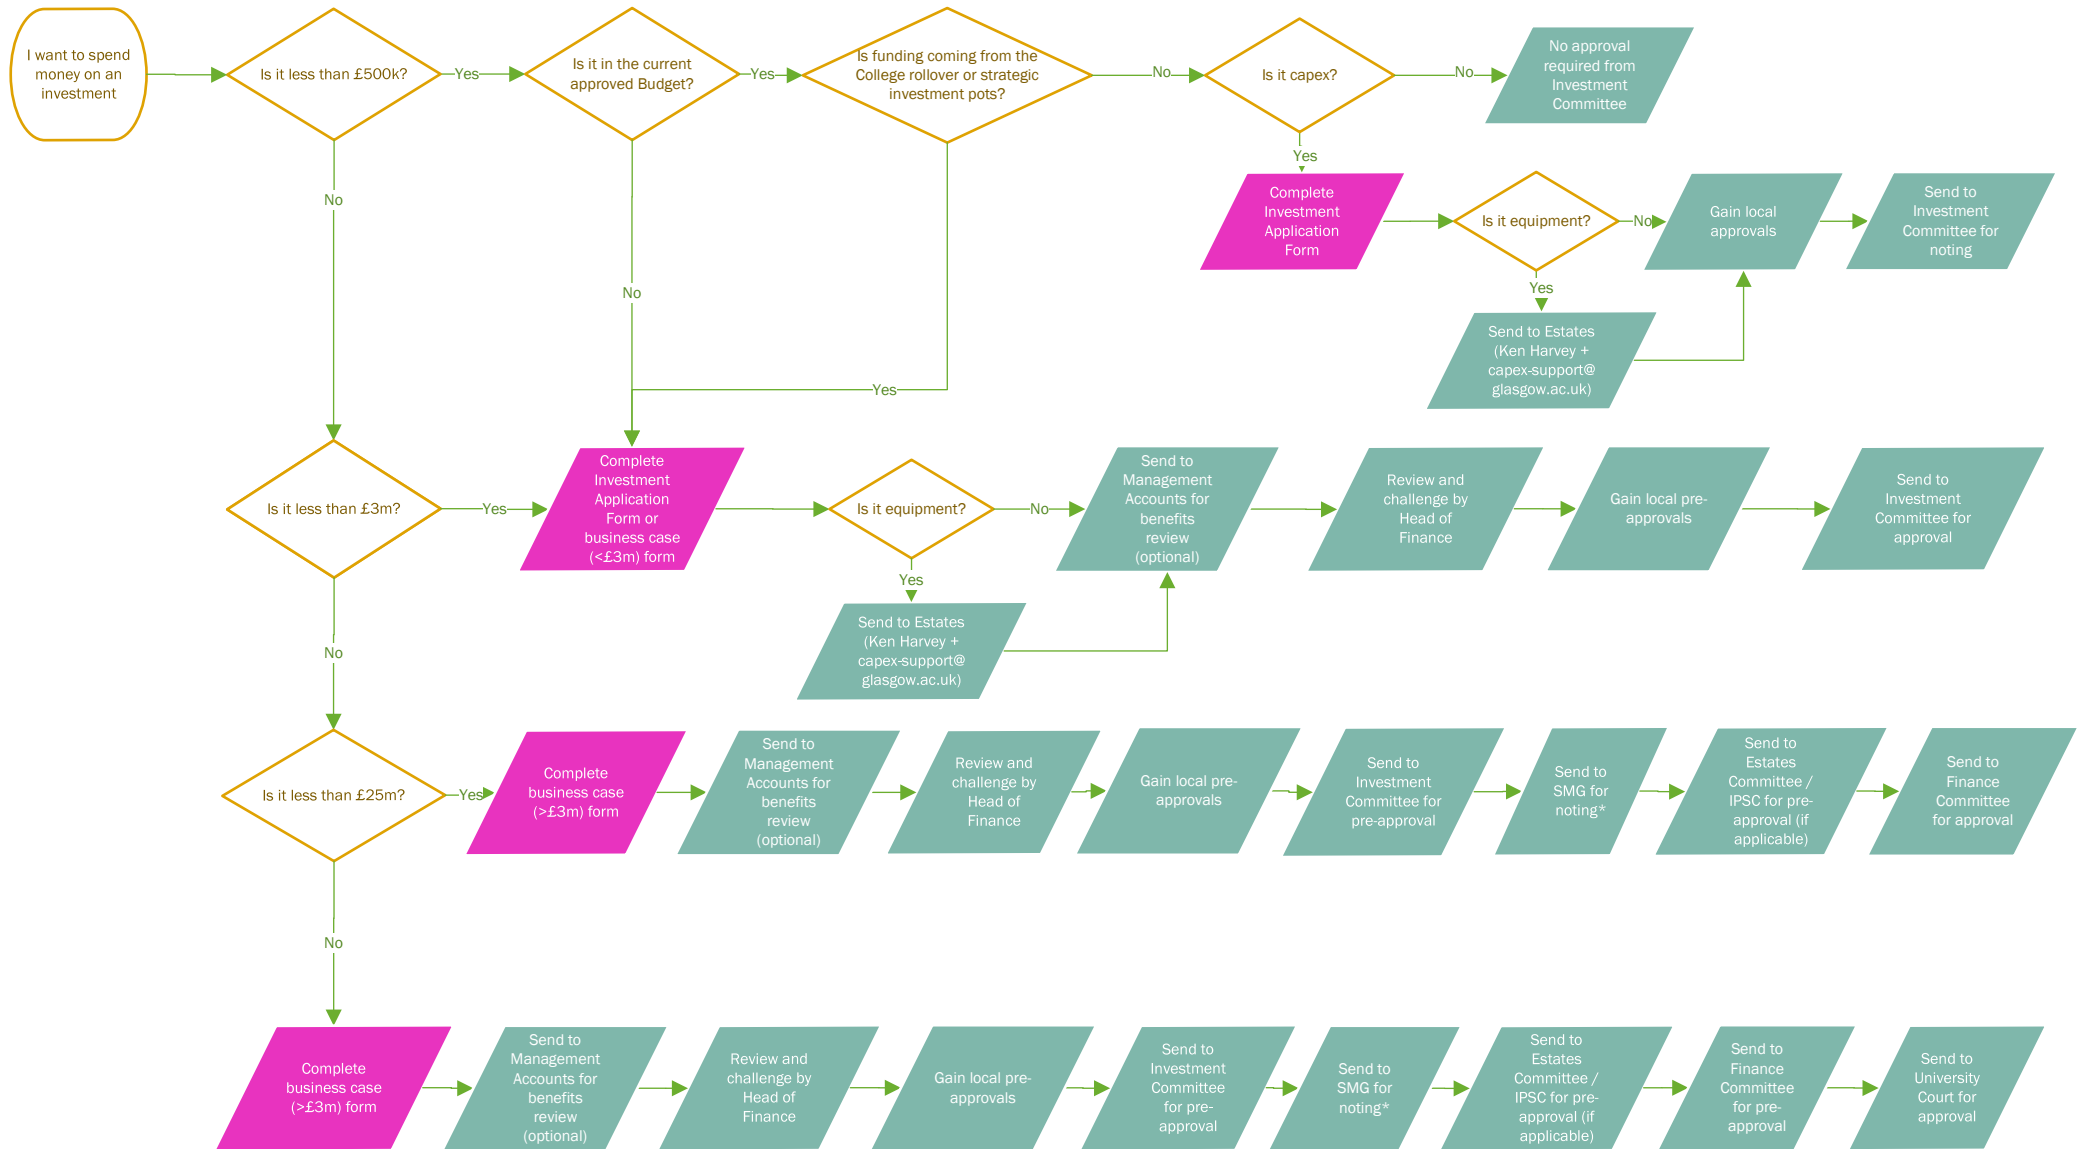 I want to spend
money on an
investment
Is it less than £500k?
Yes
Is it in the current
approved Budget?
Yes
Is funding coming from the
College rollover or strategic
investment pots?
No
Is it capex?
No
No approval
required from
Investment
Committee
Yes
Complete
Investment
Application
Form
Is it equipment?
No
Gain local
approvals
Send to
Investment
Committee for
noting
Yes
Send to Estates
(Ken Harvey +
capex-support@
glasgow.ac.uk)
No
No
Yes
Is it less than £3m?
Yes
Complete
Investment
Application
Form or
business case
(<£3m) form
Is it equipment?
No
Send to
Management
Accounts for
benefits
review
(optional)
Review and
challenge by
Head of
Finance
Gain local pre-
approvals
Send to
Investment
Committee for
approval
Yes
Send to Estates
(Ken Harvey +
capex-support@
glasgow.ac.uk)
No
Is it less than £25m?
Yes
Complete
business case
(>£3m) form
Send to
Management
Accounts for
benefits
review
(optional)
Review and
challenge by
Head of
Finance
Gain local pre-
approvals
Send to
Investment
Committee for
pre-approval
Send to
SMG for
noting*
Send to
Estates
Committee /
IPSC for pre-
approval (if
applicable)
Send to
Finance
Committee
for approval
No
Complete
business case
(>£3m) form
Send to
Management
Accounts for
benefits
review
(optional)
Review and
challenge by
Head of
Finance
Gain local pre-
approvals
Send to
Investment
Committee
for pre-
approval
Send to
SMG for
noting*
Send to
Estates
Committee /
IPSC for pre-
approval (if
applicable)
Send to
Finance
Committee
for pre-
approval
Send to
University
Court for
approval